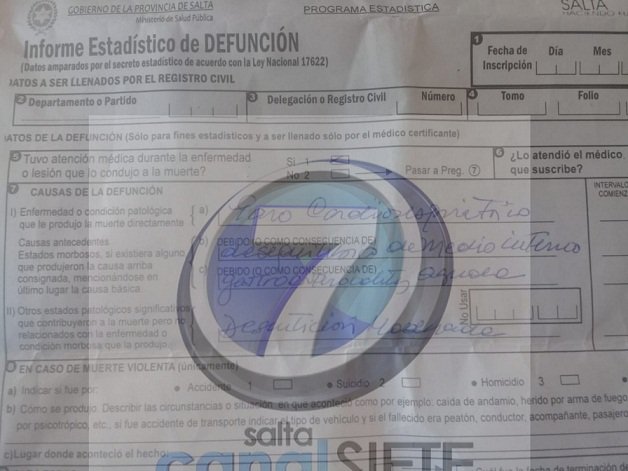 GOBIERNO DE LA PROVINCIA DE SALTA
Ministerio de Salud Pública
PROGRAMA ESTADÍSTICA
SALTA
Informe Estadístico de DEFUNCIÓN
(Datos amparados por el secreto estadístico de acuerdo con la Ley Nacional 17622)
DATOS A SER LLENADOS POR EL REGISTRO CIVIL
1 Fecha de Inscripción Día Mes
2 Departamento o Partido
3 Delegación o Registro Civil Número
4 Tomo Folio
DATOS DE LA DEFUNCIÓN (Sólo para fines estadísticos y a ser llenado sólo por el médico certificante)
5 Tuvo atención médica durante la enfermedad
o lesión que lo condujo a la muerte?
Si 1
No 2
Pasar a Preg. 7
6 ¿Lo atendió el médico
que suscribe?
7 CAUSAS DE LA DEFUNCIÓN
INTERVALO
COMIENZ
I) Enfermedad o condición patológica
que le produjo la muerte directamente
a) Paro Cardiorespiratorio
Causas antecedentes
Estados morbosos, si existiera alguno
que produjeron la causa arriba
consignada, mencionándose en
último lugar la causa básica.
b) DEBIDO (O COMO CONSECUENCIA DE)
de medio interno
c) DEBIDO (O COMO CONSECUENCIA DE)
aguda
II) Otros estados patológicos significativos
que contribuyeron a la muerte pero no
relacionados con la enfermedad o
condición morbosa que la produjo.
Desnutrición Moderada
No Usar
8 EN CASO DE MUERTE VIOLENTA (únicamente)
a) Indicar si fue por:
• Accidente 1
• Suicidio 2
• Homicidio 3
b) Cómo se produjo. Describir las circunstancias o situación en que aconteció como por ejemplo: caída de andamio, herido por arma de fuego
por psicotrópico, etc., si fue accidente de transporte indicar el tipo de vehículo y si el fallecido era peatón, conductor, acompañante, pasajero
c) Lugar donde aconteció el hecho:
7
salta
canal SIETE